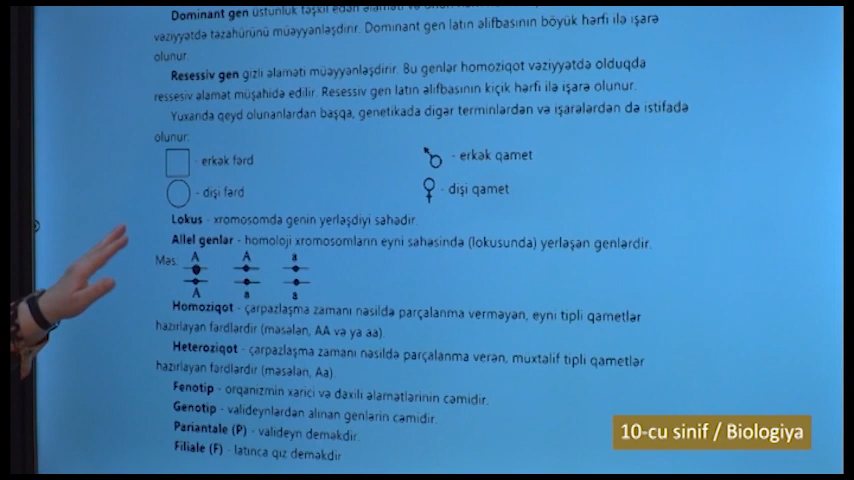 Dominant gen üstünlük təşkil edən əlaməti və onun
vəziyyətdə təzahürünü müəyyənləşdirir. Dominant gen latın əlifbasının böyük hərfi ilə işarə
olunur.
Resessiv gen gizli əlaməti müəyyənləşdirir. Bu genlər homoziqot vəziyyətdə olduqda
ressesiv əlamət müşahidə edilir. Resessiv gen latın əlifbasının kiçik hərfi ilə işarə olunur.
Yuxarıda qeyd olunanlardan başqa, genetikada digər terminlərdən və işarələrdən də istifadə
olunur:
- erkək fərd
- erkək qamet
- dişi fərd
- dişi qamet
Lokus - xromosomda genin yerləşdiyi sahədir.
Allel genlər - homoloji xromosomların eyni sahəsində (lokusunda) yerləşən genlərdir.
Məs: A A a
A a a
Homoziqot - çarpazlaşma zamanı nəsildə parçalanma verməyən, eyni tipli qametlər
hazırlayan fərdlərdir (məsələn, AA və ya aa).
Heteroziqot - çarpazlaşma zamanı nəsildə parçalanma verən, müxtəlif tipli qametlər
hazırlayan fərdlərdir (məsələn, Aa)
Fenotip - orqanizmin xarici və daxili əlamətlərinin cəmidir.
Genotip - valideynlərdən alınan genlərin cəmidir.
Pariantale (P) - valideyn deməkdir.
Filiale (F) - latınca qız deməkdir
10-cu sinif / Biologiya